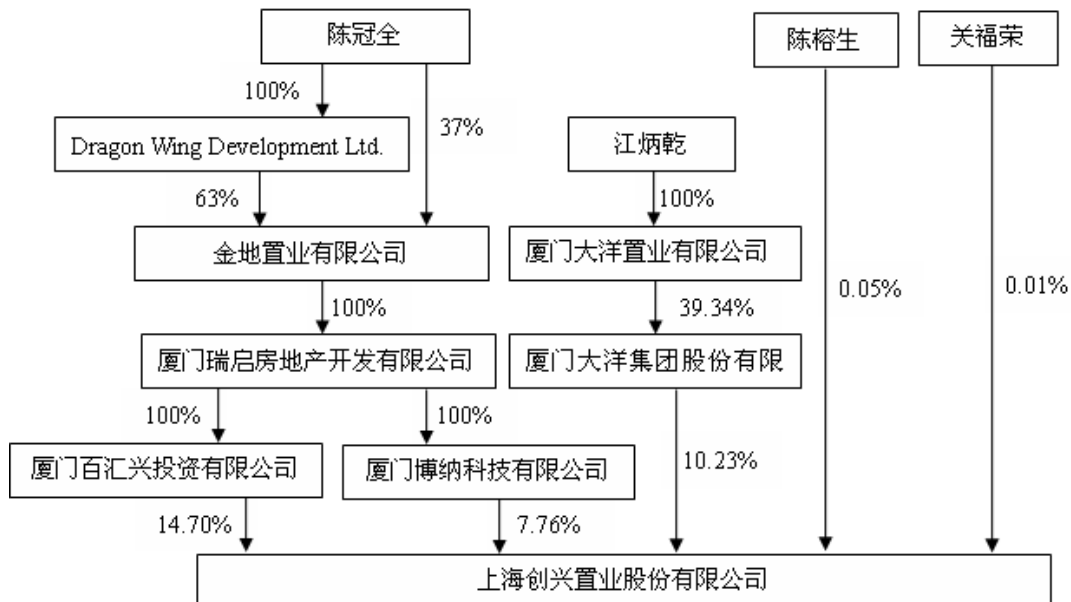 陈冠全
陈榕生
关福荣
100%
37%
Dragon Wing Development Ltd.
江炳乾
63%
100%
金地置业有限公司
厦门大洋置业有限公司
0.05%
0.01%
100%
39.34%
厦门瑞启房地产开发有限公司
厦门大洋集团股份有限
100%
100%
厦门百汇兴投资有限公司
厦门博纳科技有限公司
10.23%
14.70%
7.76%
上海创兴置业股份有限公司